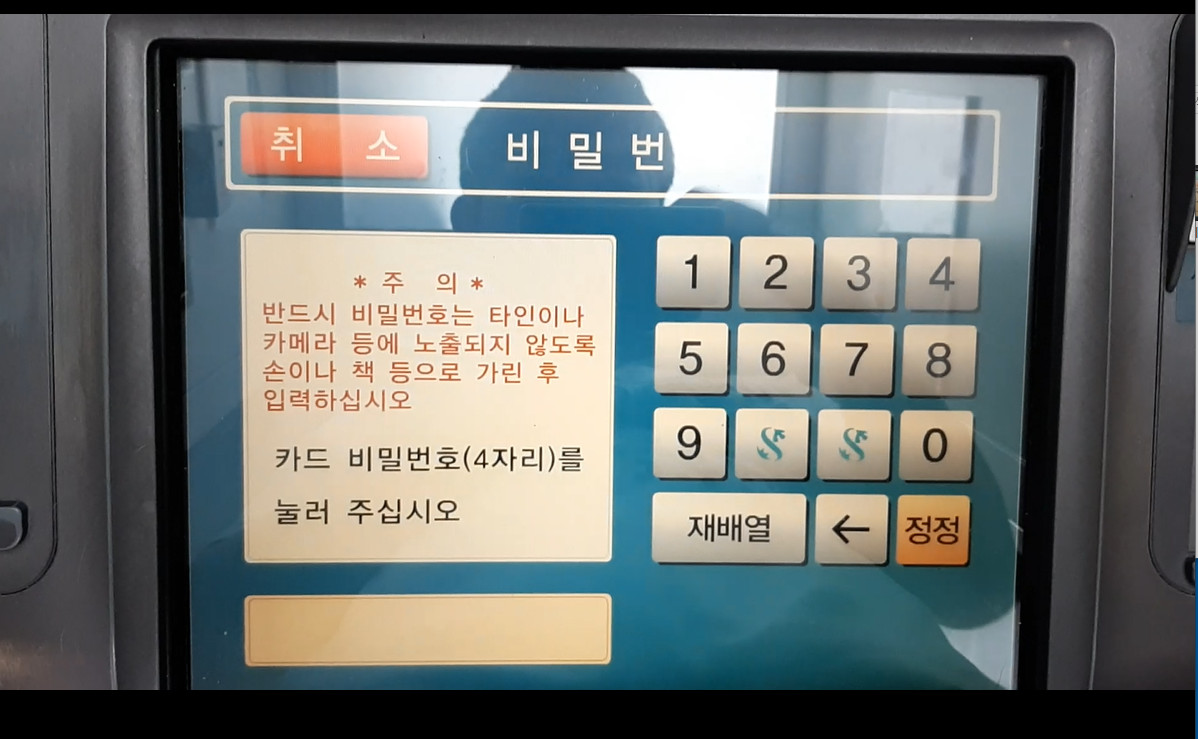 취 소
비 밀 번
* 주 의 *
반드시 비밀번호는 타인이나
카메라 등에 노출되지 않도록
손이나 책 등으로 가린 후
입력하십시오
카드 비밀번호(4자리)를
눌러 주십시오
1 2 3 4
5 6 7 8
9 0
재배열 ← 정정